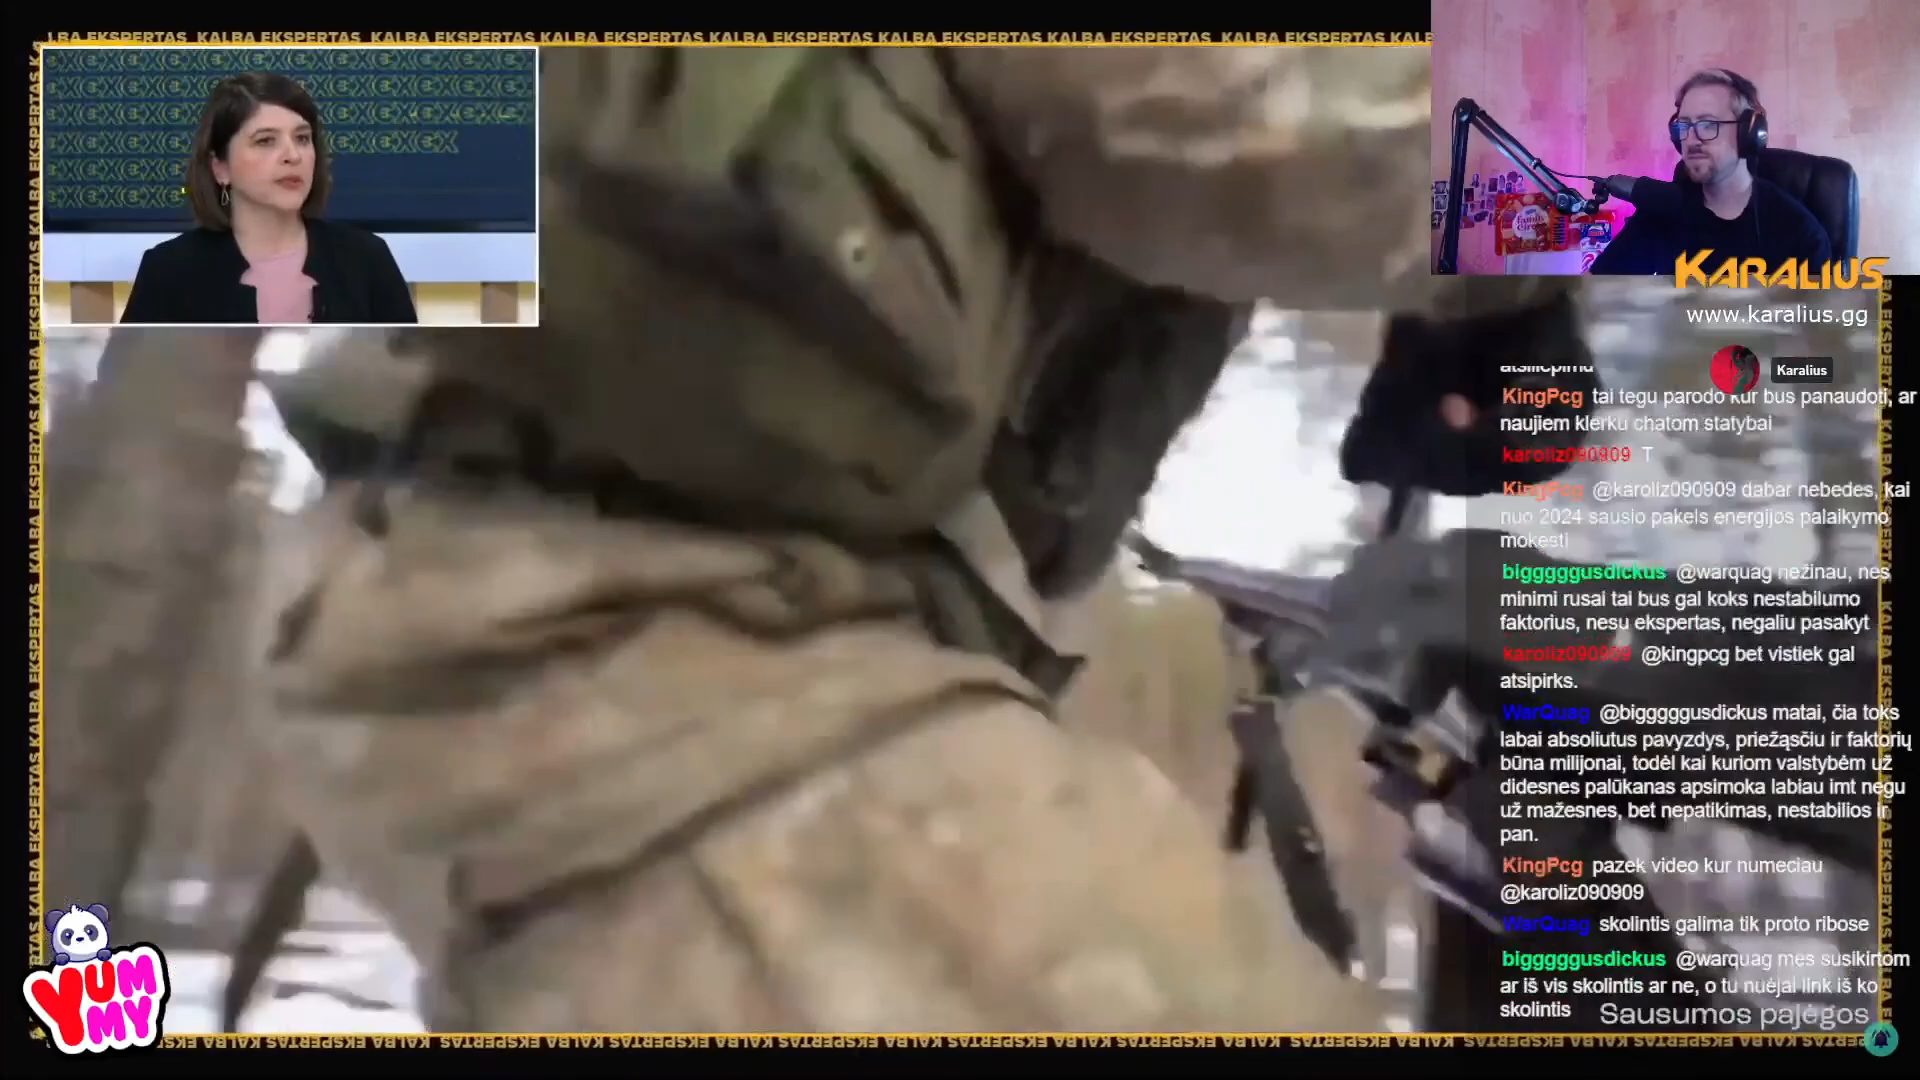 LBA EKSPERTAS KALBA EKSPERTAS KALBA EKSPERTAS KALBA EKSPERTAS KALBA EKSPERTAS KALBA EKSPERTAS KALBA EKSPERTAS KALBA EKSPERTAS
KARALIUS
www.karalius.gg
Karalius
atsiliepimu
KingPcg tai tegu parodo kur bus panaudoti, ar
naujiem klerku chatom statybai
karoliz090909 T
KingPcg @karoliz090909 dabar nebedes, kai
nuo 2024 sausio pakels energijos palaikymo
mokesti
bigggggusdickus @warquag nežinau, nes
minimi rusai tai bus gal koks nestabilumo
faktorius, nesu ekspertas, negaliu pasakyt
karoliz090909 @kingpcg bet vistiek gal
atsipirks.
WarQuag @bigggggusdickus matai, čia toks
labai absoliutus pavyzdys, priežąsčiu ir faktorių
būna milijonai, todėl kai kuriom valstybėm už
didesnes palūkanas apsimoka labiau imt negu
už mažesnes, bet nepatikimas, nestabilios ir
pan.
KingPcg pazek video kur numeciau
@karoliz090909
WarQuag skolintis galima tik proto ribose
bigggggusdickus @warquag mes susikirtom
ar iš vis skolintis ar ne, o tu nuėjai link iš ko
skolintis
Sausumos pajėgos
YUM
MY